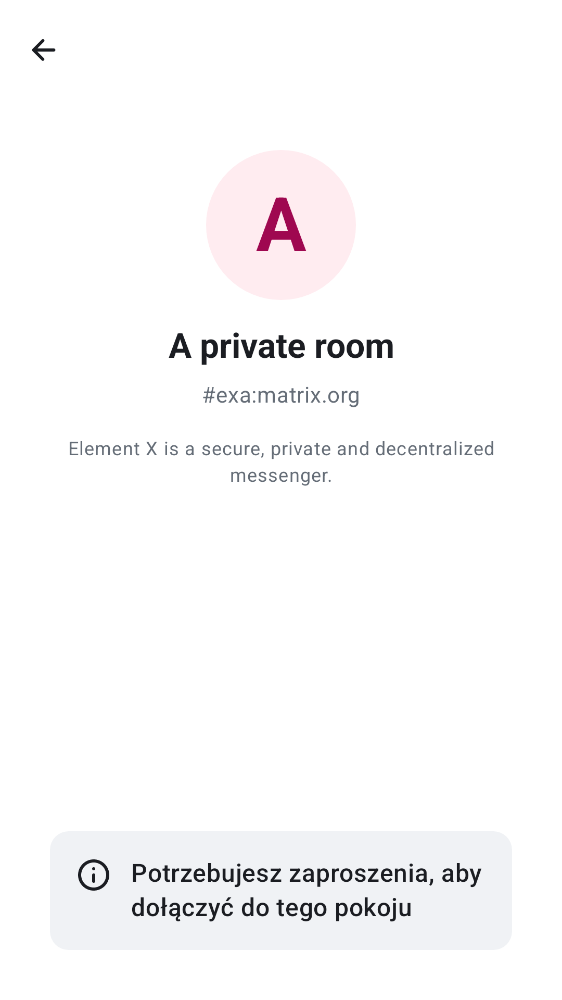 A
A private room
#exa:matrix.org
Element X is a secure, private and decentralized
messenger.
Potrzebujesz zaproszenia, aby
dołączyć do tego pokoju